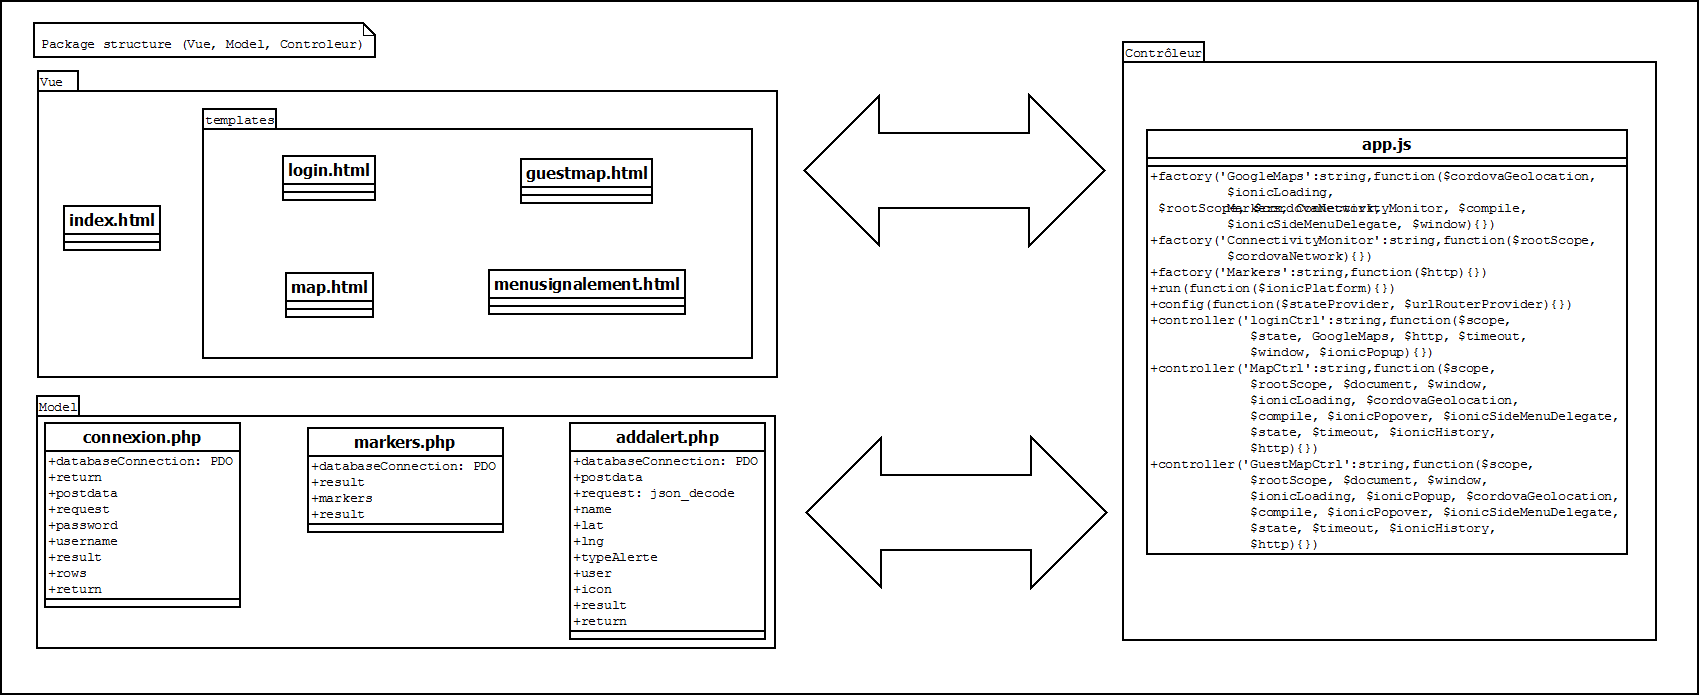 Package structure (Vue, Model, Controleur)
Vue
templates
login.html
guestmap.html
index.html
map.html
menusignalement.html
Model
connexion.php
+databaseConnection: PDO
+return
+postdata
+request
+password
+username
+result
+rows
+return
markers.php
+databaseConnection: PDO
+result
+markers
+result
addalert.php
+databaseConnection: PDO
+postdata
+request: json_decode
+name
+lat
+lng
+typeAlerte
+user
+icon
+result
+return
Contrôleur
app.js
+factory('GoogleMaps':string,function($cordovaGeolocation,
$ionicLoading,
$rootScope, $cordovaNetwork,
Markers, ConnectivityMonitor, $compile,
$ionicSideMenuDelegate, $window){})
+factory('ConnectivityMonitor':string,function($rootScope,
$cordovaNetwork){})
+factory('Markers':string,function($http){})
+run(function($ionicPlatform){})
+config(function($stateProvider, $urlRouterProvider){})
+controller('loginCtrl':string,function($scope,
$state, GoogleMaps, $http, $timeout,
$window, $ionicPopup){})
+controller('MapCtrl':string,function($scope,
$rootScope, $document, $window,
$ionicLoading, $cordovaGeolocation,
$compile, $ionicPopover, $ionicSideMenuDelegate,
$state, $timeout, $ionicHistory,
$http){})
+controller('GuestMapCtrl':string,function($scope,
$rootScope, $document, $window,
$ionicLoading, $ionicPopup, $cordovaGeolocation,
$compile, $ionicPopover, $ionicSideMenuDelegate,
$state, $timeout, $ionicHistory,
$http){})